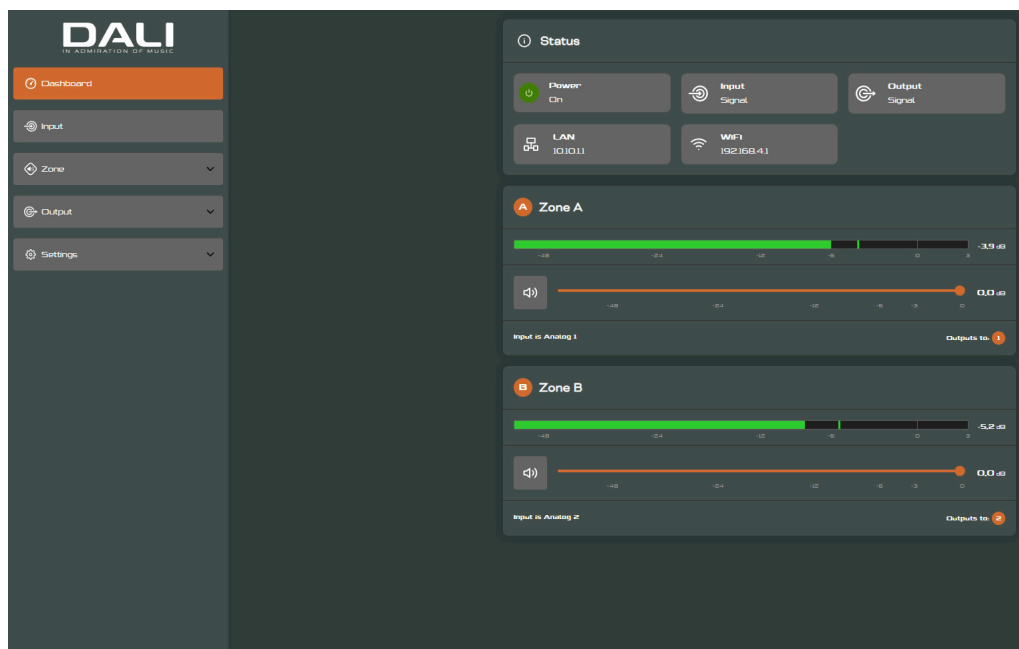 DALI
IN ADMIRATION OF MUSIC
Dashboard
Input
Zone
Output
Settings
Status
Power
On
Input
Signal
Output
Signal
LAN
10.10.1.1
WiFi
192.168.4.1
A Zone A
-3,9 dB
-48 -24 -12 -6 0 3
0,0 dB
-48 -24 -12 -6 -3 0
Input is Analog 1
Outputs to: 1
B Zone B
-5,2 dB
-48 -24 -12 -6 0 3
0,0 dB
-48 -24 -12 -6 -3 0
Input is Analog 2
Outputs to: 2